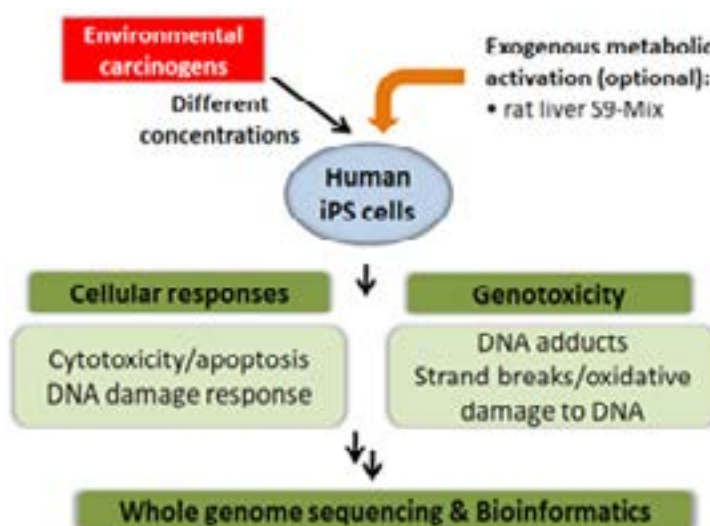 Environmental
carcinogens
Different
concentrations
Exogenous metabolic
activation (optional):
• rat liver S9-Mix
Human
iPS cells
Cellular responses
Cytotoxicity/apoptosis
DNA damage response
Genotoxicity
DNA adducts
Strand breaks/oxidative
damage to DNA
Whole genome sequencing & Bioinformatics